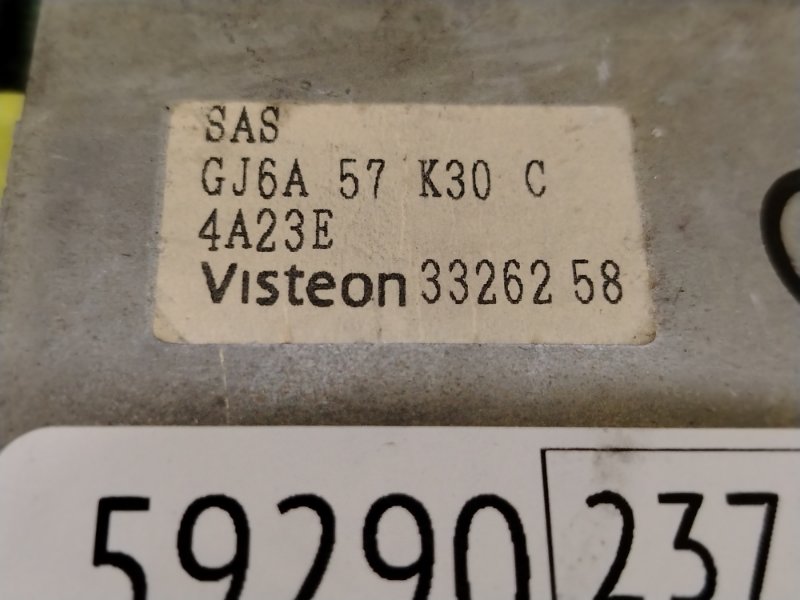 SAS
GJ6A 57 K30 C
4A23E
Visteon 33262 58
59290 237